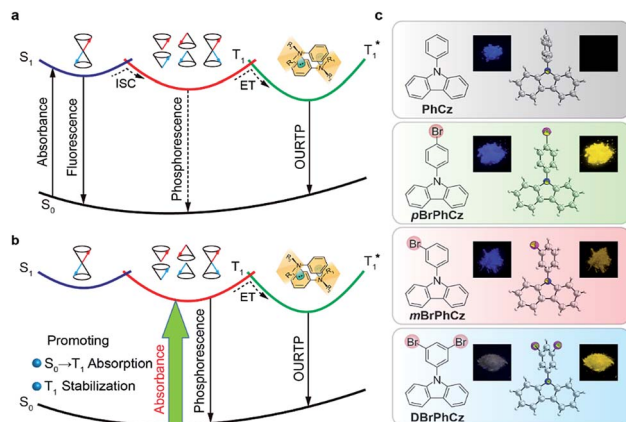 a
S₁
T₁
T₁*
ISC
ET
Absorbance
Fluorescence
Phosphorescence
OURTP
S₀
b
S₁
T₁
T₁*
ET
Promoting
S₀→T₁ Absorption
T₁ Stabilization
Absorbance
Phosphorescence
OURTP
S₀
c
N
PhCz
Br
N
pBrPhCz
Br
N
mBrPhCz
Br Br
N
DBrPhCz